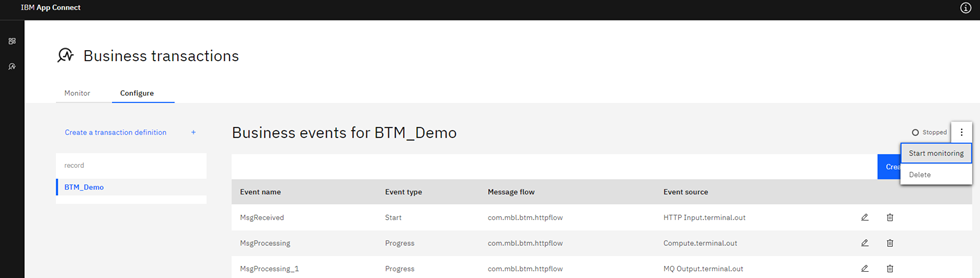 IBM App Connect
Business transactions
Monitor Configure
Create a transaction definition +
Business events for BTM_Demo
Stopped
record
Start monitoring
BTM_Demo
Delete
Event name Event type Message flow Event source
MsgReceived Start com.mbl.btm.httpflow HTTP Input.terminal.out
MsgProcessing Progress com.mbl.btm.httpflow Compute.terminal.out
MsgProcessing_1 Progress com.mbl.btm.httpflow MQ Output.terminal.out